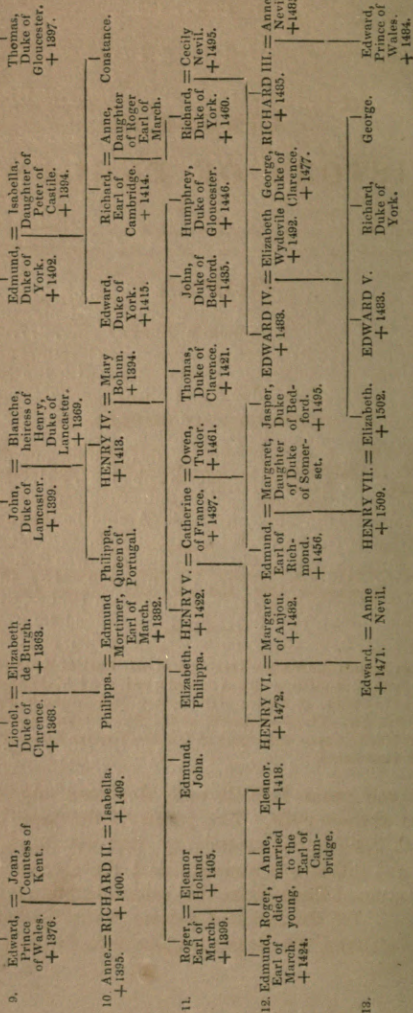 9.
Edward, = Joan,
Prince Countess of
of Wales. Kent.
+ 1376.
Lionel, = Elizabeth
Duke of de Burgh.
Clarence. + 1363.
+ 1368.
John, = Blanche,
Duke of heiress of
Lancaster. Henry,
+ 1399. Duke of
Lancaster.
+ 1369.
Edmund, = Isabella,
Duke of Daughter of
York. Peter of
+ 1402. Castile.
+ 1394.
Thomas,
Duke of
Gloucester.
+ 1397.
10 Anne. = RICHARD II. = Isabella.
+ 1395. + 1400. + 1409.
Philippa. = Edmund
Mortimer,
Earl of
March.
+ 1382.
Philippa,
Queen of
Portugal.
HENRY IV. = Mary
+ 1413. Bohun.
+ 1394.
Edward,
Duke of
York.
+ 1415.
Richard, = Anne,
Earl of Daughter
Cambridge. of Roger
+ 1414. Earl of
March.
Constance.
11.
Roger, = Eleanor
Earl of Holand.
March. + 1405.
+ 1399.
Edmund.
John.
Elizabeth.
Philippa.
HENRY V. = Catherine = Owen,
+ 1422. of France. Tudor.
+ 1437. + 1461.
Thomas,
Duke of
Clarence.
+ 1421.
John,
Duke of
Bedford.
+ 1435.
Humphrey,
Duke of
Gloucester.
+ 1446.
Richard, = Cecily
Duke of Nevil.
York. + 1495.
+ 1460.
12. Edmund, Roger, Anne, Eleanor.
Earl of died married + 1418.
March. young. to the
+ 1424. Earl of
Cam-
bridge.
HENRY VI. = Margaret
+ 1472. of Anjou.
+ 1482.
Edmund, = Margaret,
Earl of Daughter
Rich- of Duke
mond. of Somer-
+ 1456. set.
Jasper,
Duke
of Bed-
ford.
+ 1495.
EDWARD IV. = Elizabeth
+ 1483. Wydevile
+ 1492.
George,
Duke of
Clarence.
+ 1477.
RICHARD III. = Anne
+ 1485. Nevil
13.
Edward. = Anne
+ 1471. Nevil.
HENRY VII. = Elizabeth.
+ 1509. + 1502.
EDWARD V.
+ 1483.
Richard,
Duke of
York.
George.
Edward,
Prince of
Wales.
+ 1484.